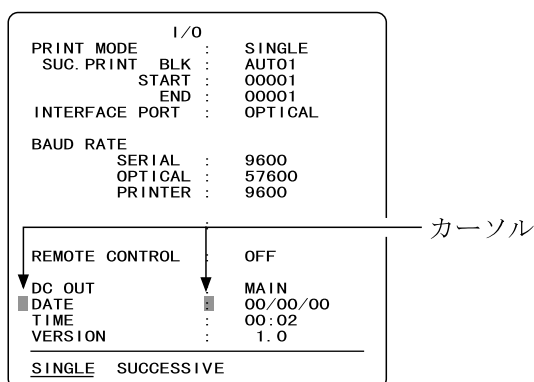 I/O
PRINT MODE : SINGLE
SUC.PRINT BLK : AUTO1
START : 00001
END : 00001
INTERFACE PORT : OPTICAL
BAUD RATE
SERIAL : 9600
OPTICAL : 57600
PRINTER : 9600
:
カーソル
REMOTE CONTROL : OFF
DC OUT : MAIN
DATE : 00/00/00
TIME : 00:02
VERSION : 1.0
SINGLE SUCCESSIVE